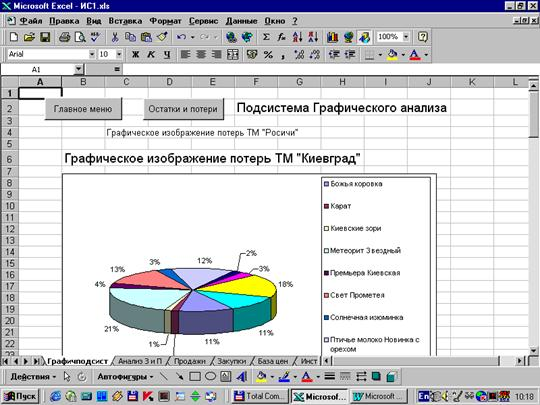 Microsoft Excel - ИС1.xls
Файл Правка Вид Вставка Формат Сервис Данные Окно ?
100%
Arial 10 Ж К Ч
A1 =
A B C D E F G H I J K L
1
2 Главное меню Остатки и потери Подсистема Графического анализа
3
4 Графическое изображение потерь ТМ "Росичи"
5
6 Графическое изображение потерь ТМ "Киевград"
7
8 Божья коровка
9
10 Карат
11
12 Киевские зори
13
14 Метеорит Звездный
15
16 Премьера Киевская
17
18 Свет Прометея
19
20 Солнечная изюминка
21
22 Птичье молоко Новинка с
орехом
2%
12%
3%
3%
13%
18%
4%
21%
11%
1%
11%
Графичподсист Анализ З и П Продажи Закупки База цен Инст
Действия Автофигуры
Пуск Total Com... Microsof... Microsoft ... En 10:18